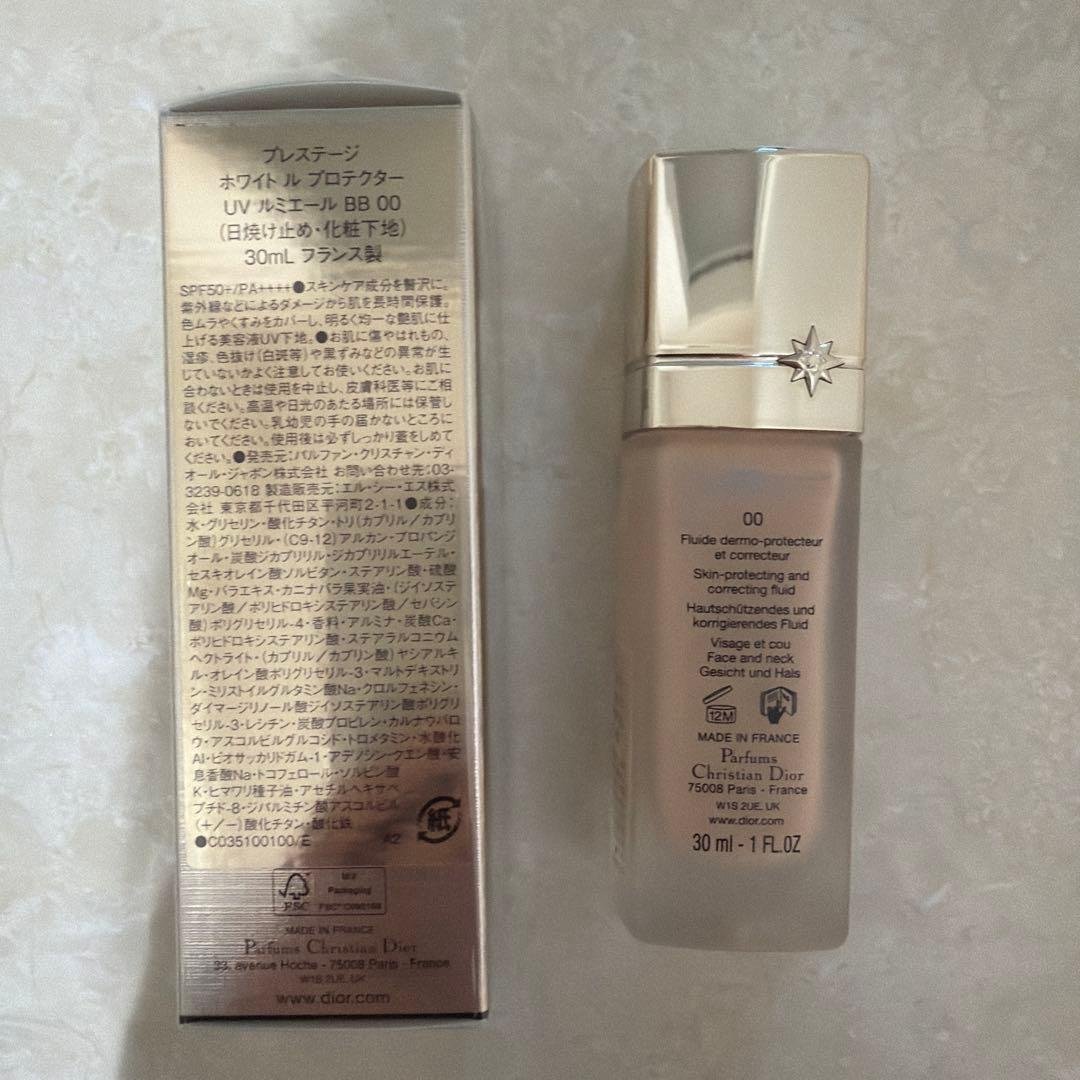 プレステージ
ホワイト ル プロテクター
UV ルミエール BB 00
(日焼け止め・化粧下地)
30mL フランス製
SPF50+/PA++++●スキンケア成分を贅沢に。
紫外線などによるダメージから肌を長時間保護。
色ムラやくすみをカバーし、明るく均一な艶肌に仕
上げる美容液UV下地。●お肌に傷やはれもの、
湿疹、色抜け(白斑等)や黒ずみなどの異常が生
じていないかよく注意してお使いください。お肌に
合わないときは使用を中止し、皮膚科医等にご相
談ください。高温や日光のあたる場所には保管し
ないでください。乳幼児の手の届かないところに
おいてください。使用後は必ずしっかり蓋をしめて
ください。●発売元:パルファン・クリスチャン・ディ
オール・ジャポン株式会社 お問い合わせ先:03-
3239-0618 製造販売元:エル・シー・エス株式
会社 東京都千代田区平河町2-1-1●成分:
水・グリセリン・酸化チタン・トリ(カプリル/カプリ
ン酸)グリセリル・(C9-12)アルカン・プロパンジ
オール・炭酸ジカプリリル・ジカプリリルエーテル・
セスキオレイン酸ソルビタン・ステアリン酸・硫酸
Mg・バラエキス・カニナバラ果実油・(ジイソステ
アリン酸/ポリヒドロキシステアリン酸/セバシン
酸)ポリグリセリル-4・香料・アルミナ・炭酸Ca・
ポリヒドロキシステアリン酸・ステアラルコニウム
ヘクトライト・(カプリル/カプリン酸)ヤシアルキ
ル・オレイン酸ポリグリセリル-3・マルトデキストリ
ン・ミリストイルグルタミン酸Na・クロルフェネシン・
ダイマージリノール酸ジイソステアリン酸ポリグリ
セリル-3・レシチン・炭酸プロピレン・カルナウバロ
ウ・アスコルビルグルコシド・トロメタミン・水酸化
Al・ビオサッカリドガム-1・アデノシン・クエン酸・安
息香酸Na・トコフェロール・ソルビン酸
K・ヒマワリ種子油・アセチルヘキサペ
プチド-8・ジパルミチン酸アスコルビル
(+/-)酸化チタン・酸化鉄
●C035100100/E A2
紙
FSC
MIX
Packaging
MADE IN FRANCE
Parfums Christian Dior
33, avenue Hoche - 75008 Paris - France
W1S 2UE, UK
www.dior.com
00
Fluide dermo-protecteur
et correcteur
Skin-protecting and
correcting fluid
Hautschützendes und
korrigierendes Fluid
Visage et cou
Face and neck
Gesicht und Hals
12M
MADE IN FRANCE
Parfums
Christian Dior
75008 Paris - France
W1S 2UE, UK
www.dior.com
30 ml - 1 FL.OZ